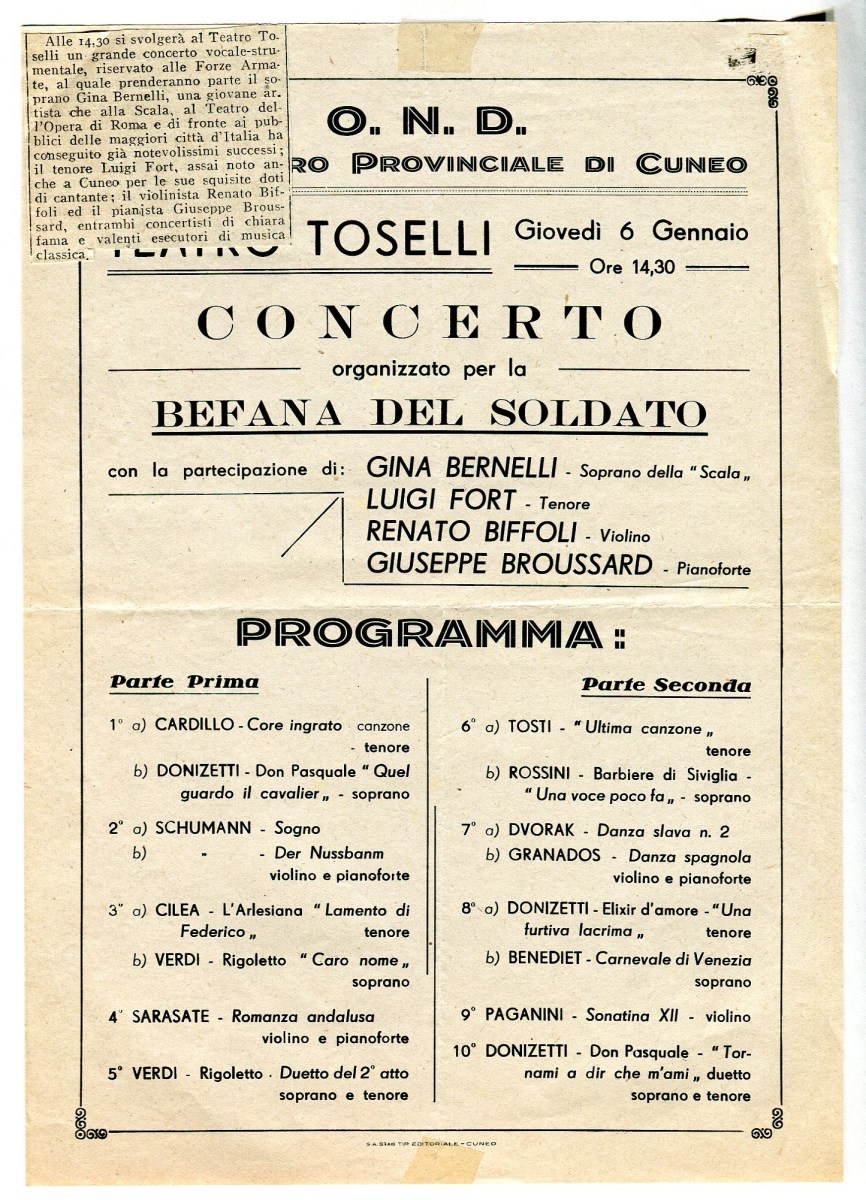 Alle 14,30 si svolgerà al Teatro To-
selli un grande concerto vocale-stru-
mentale, riservato alle Forze Arma-
te, al quale prenderanno parte il so-
prano Gina Bernelli, una giovane ar-
tista che alla Scala, al Teatro del-
l'Opera di Roma e di fronte ai pub-
blici delle maggiori città d'Italia ha
conseguito già notevolissimi successi;
il tenore Luigi Fort, assai noto an-
che a Cuneo per le sue squisite doti
di cantante; il violinista Renato Bif-
foli ed il pianista Giuseppe Brous-
sard, entrambi concertisti di chiara
fama e valenti esecutori di musica
classica.
O. N. D.
RO PROVINCIALE DI CUNEO
TEATRO TOSELLI
Giovedì 6 Gennaio
Ore 14,30
CONCERTO
organizzato per la
BEFANA DEL SOLDATO
con la partecipazione di: GINA BERNELLI - Soprano della "Scala„
LUIGI FORT - Tenore
RENATO BIFFOLI - Violino
GIUSEPPE BROUSSARD - Pianoforte
PROGRAMMA:
Parte Prima
1° a) CARDILLO - Core ingrato canzone
- tenore
b) DONIZETTI - Don Pasquale "Quel
guardo il cavalier„ - soprano
2° a) SCHUMANN - Sogno
b) " - Der Nussbanm
violino e pianoforte
3° a) CILEA - L'Arlesiana "Lamento di
Federico„ tenore
b) VERDI - Rigoletto "Caro nome„
soprano
4° SARASATE - Romanza andalusa
violino e pianoforte
5° VERDI - Rigoletto - Duetto del 2° atto
soprano e tenore
Parte Seconda
6° a) TOSTI - "Ultima canzone„
tenore
b) ROSSINI - Barbiere di Siviglia -
"Una voce poco fa„ - soprano
7° a) DVORAK - Danza slava n. 2
b) GRANADOS - Danza spagnola
violino e pianoforte
8° a) DONIZETTI - Elixir d'amore - "Una
furtiva lacrima„ tenore
b) BENEDIET - Carnevale di Venezia
soprano
9° PAGANINI - Sonatina XII - violino
10° DONIZETTI - Don Pasquale - "Tor-
nami a dir che m'ami„ duetto
soprano e tenore
S.A. STAB TIP. EDITORIALE - CUNEO